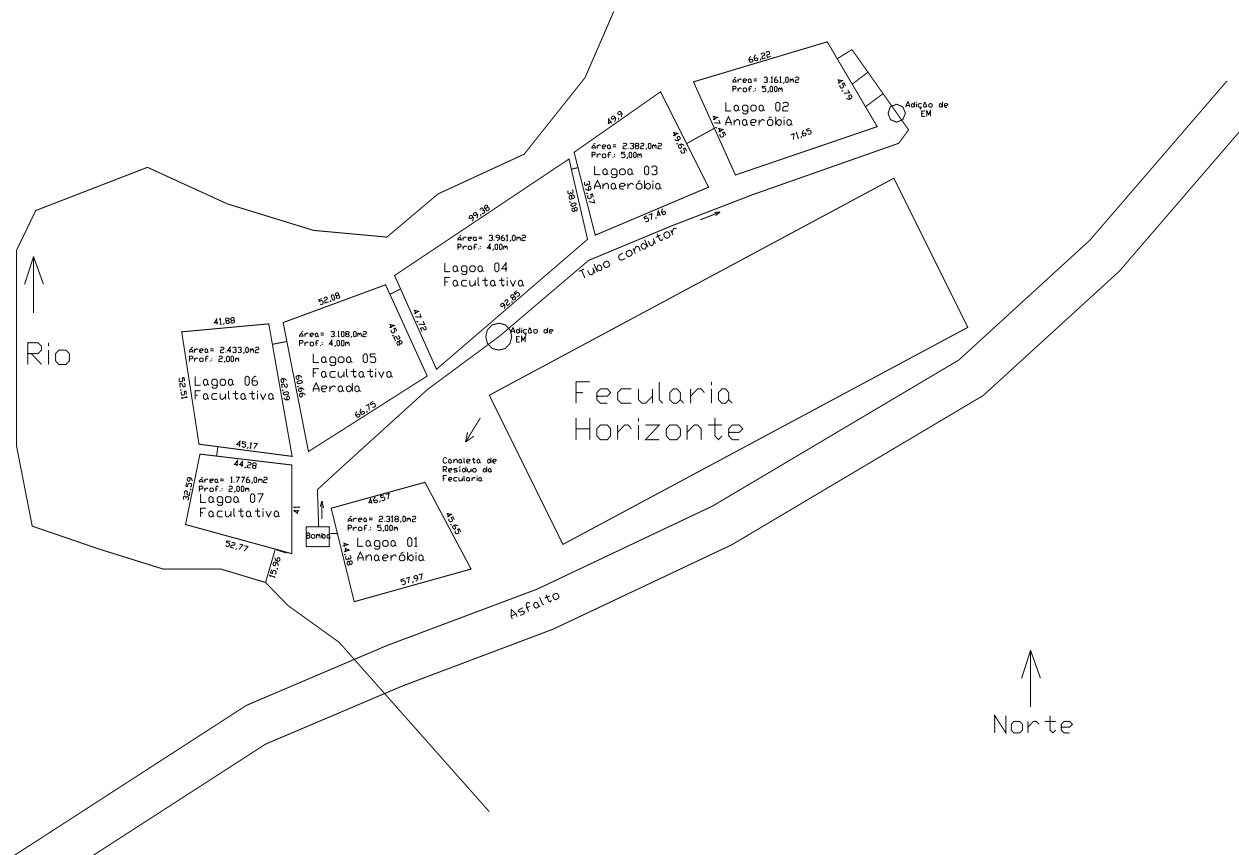 66,22
área= 3.161,0m2
Prof.: 5,00m
Lagoa 02
Anaeróbia
45,79
47,45
71,65
Adição de
EM
49,9
área= 2.382,0m2
Prof.: 5,00m
Lagoa 03
Anaeróbia
49,65
39,57
57,46
99,38
38,08
área= 3.961,0m2
Prof.: 4,00m
Lagoa 04
Facultativa
47,72
92,85
Tubo condutor
Adição de
EM
52,08
área= 3.108,0m2
Prof.: 4,00m
Lagoa 05
Facultativa
Aerada
45,28
60,66
66,75
41,88
área= 2.433,0m2
Prof.: 2,00m
Lagoa 06
Facultativa
52,51
62,09
45,17
Rio
44,28
área= 1.776,0m2
Prof.: 2,00m
Lagoa 07
Facultativa
32,59
41
52,77
15,96
Bomba
46,57
área= 2.318,0m2
Prof.: 5,00m
Lagoa 01
Anaeróbia
45,65
44,38
57,97
Canaleta de
Resíduo da
Fecularia
Fecularia
Horizonte
Asfalto
Norte